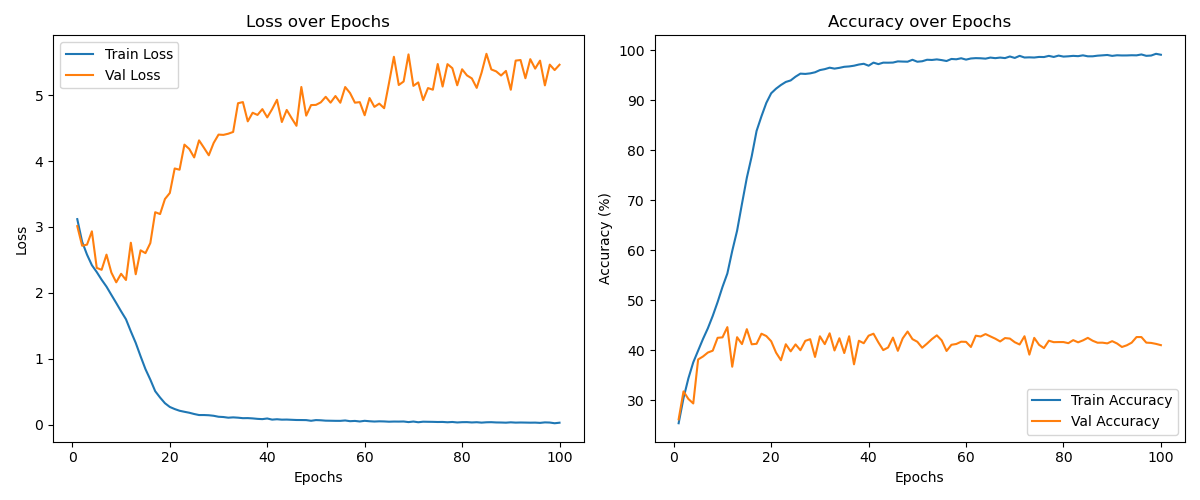 Loss over Epochs
Train Loss
Val Loss
Loss
5
4
3
2
1
0
0 20 40 60 80 100
Epochs
Accuracy over Epochs
Accuracy (%)
100
90
80
70
60
50
40
30
Train Accuracy
Val Accuracy
0 20 40 60 80 100
Epochs